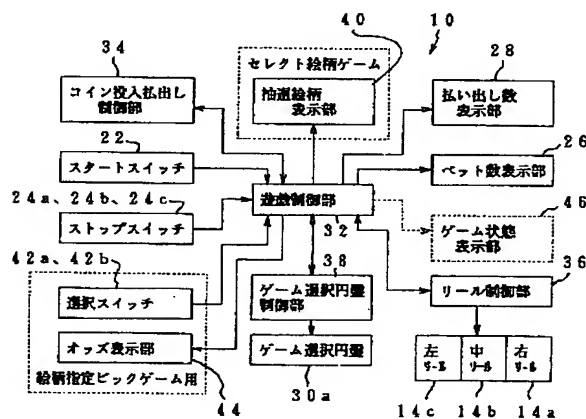 40
10
34
セレクト絵柄ゲーム
28
コイン投入払出し
制御部
抽選絵柄
表示部
払い出し数
表示部
22
26
スタートスイッチ
ベット数表示部
24a、24b、24c
遊戯制御部
46
ストップスイッチ
32
ゲーム状態
表示部
42a、42b
38
36
選択スイッチ
ゲーム選択円盤
制御部
リール制御部
オッズ表示部
ゲーム選択円盤
左
リール
中
リール
右
リール
絵柄指定ビックゲーム用
44
30a
14c
14b
14a